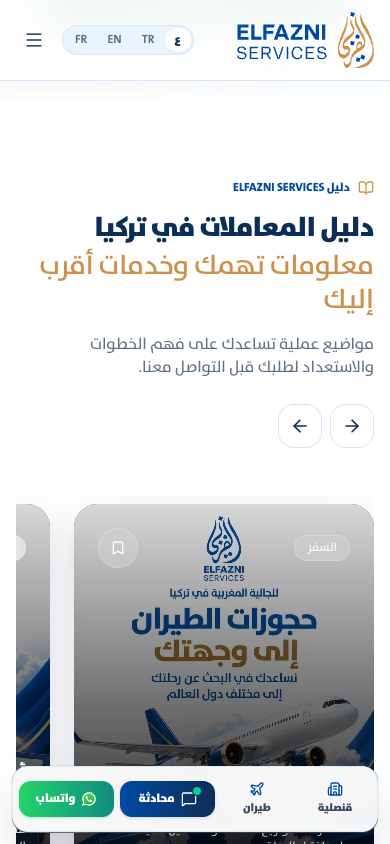 ELFAZNI
SERVICES
ع
TR
EN
FR
دليل ELFAZNI SERVICES
دليل المعاملات في تركيا
معلومات تهمك وخدمات أقرب
إليك
مواضيع عملية تساعدك على فهم الخطوات
والاستعداد لطلبك قبل التواصل معنا.
السفر
ELFAZNI
SERVICES
للجالية المغربية في تركيا
حجوزات الطيران
إلى وجهتك
نساعدك في البحث عن رحلتك
إلى مختلف دول العالم
قنصلية
طيران
محادثة
واتساب